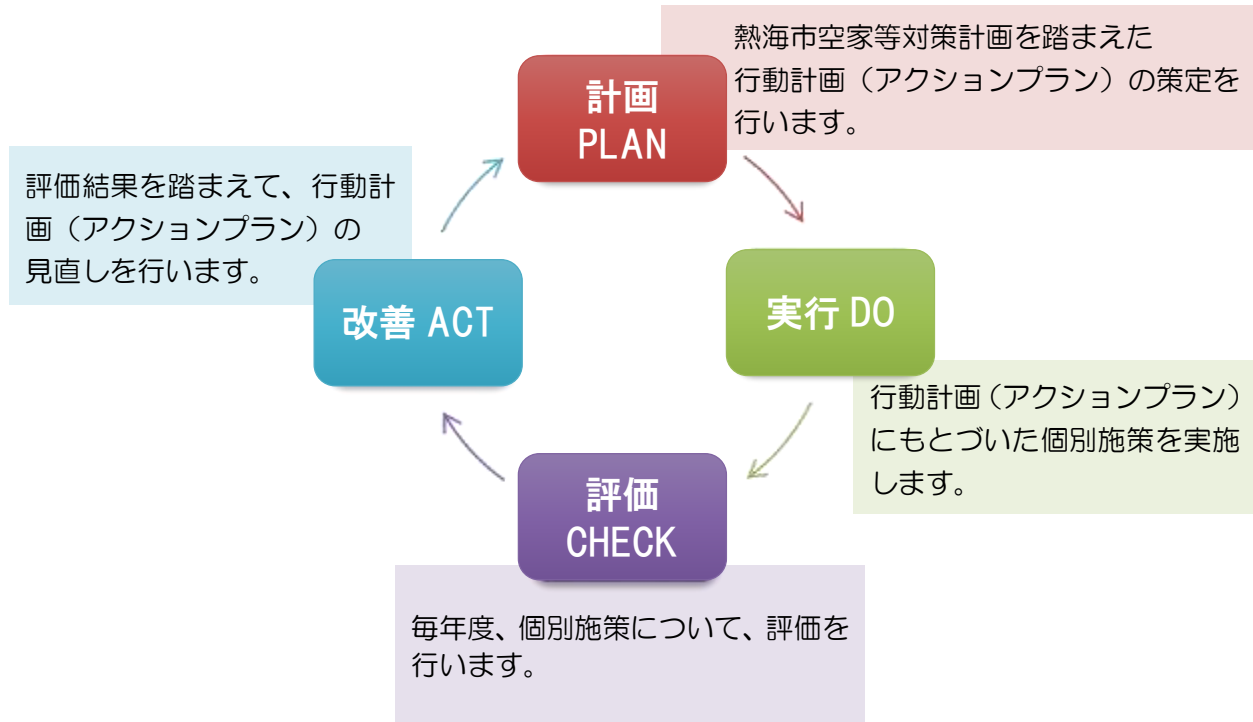 計画
PLAN
熱海市空家等対策計画を踏まえた
行動計画（アクションプラン）の策定を
行います。
実行 DO
行動計画（アクションプラン）
にもとづいた個別施策を実施
します。
評価
CHECK
毎年度、個別施策について、評価を
行います。
改善 ACT
評価結果を踏まえて、行動計
画（アクションプラン）の
見直しを行います。